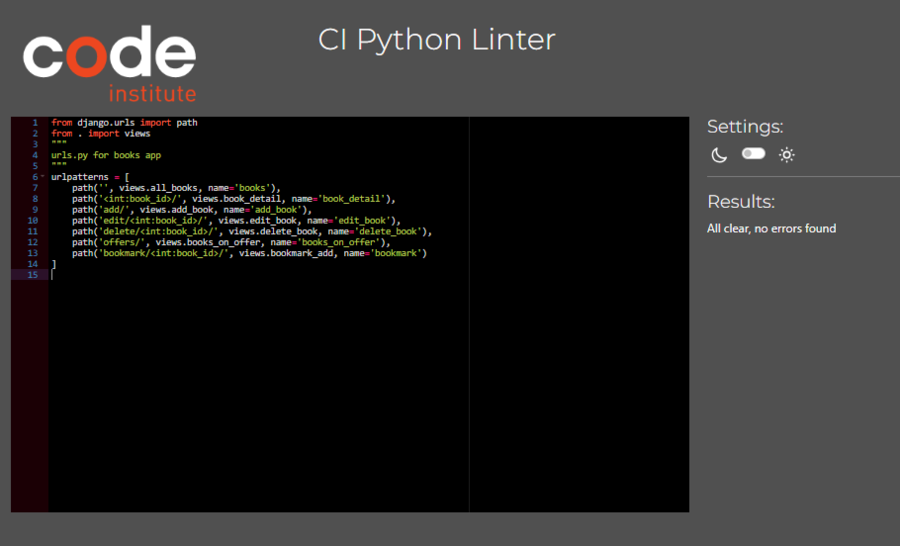 code
institute
CI Python Linter
1 from django.urls import path
2 from . import views
3 """
4 urls.py for books app
5 """
6 urlpatterns = [
7     path('', views.all_books, name='books'),
8     path('<int:book_id>/', views.book_detail, name='book_detail'),
9     path('add/', views.add_book, name='add_book'),
10     path('edit/<int:book_id>/', views.edit_book, name='edit_book'),
11     path('delete/<int:book_id>/', views.delete_book, name='delete_book'),
12     path('offers/', views.books_on_offer, name='books_on_offer'),
13     path('bookmark/<int:book_id>/', views.bookmark_add, name='bookmark')
14 ]
15
Settings:
Results:
All clear, no errors found